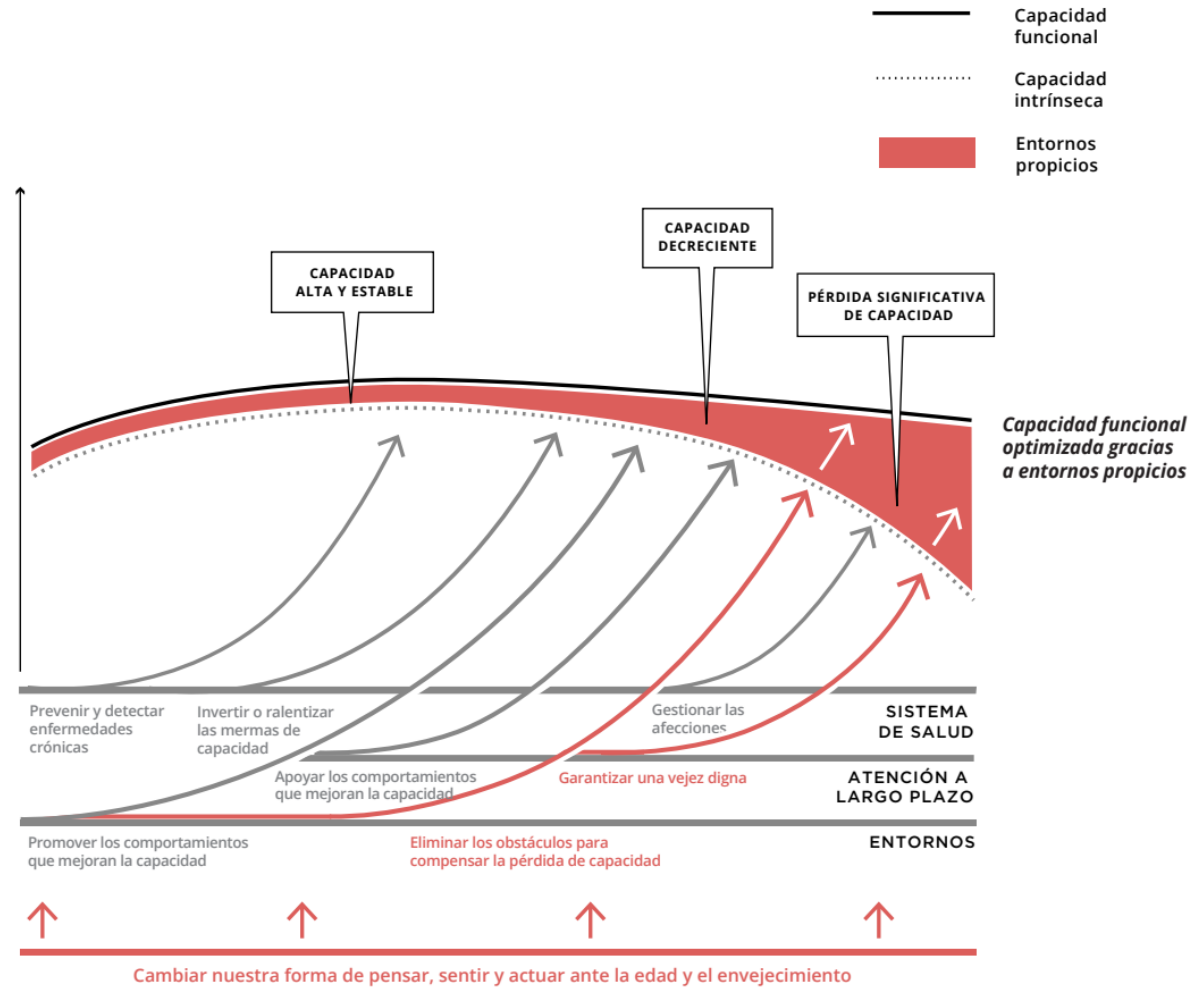 Capacidad
funcional
Capacidad
intrínseca
Entornos
propicios
CAPACIDAD
ALTA Y ESTABLE
CAPACIDAD
DECRECIENTE
PÉRDIDA SIGNIFICATIVA
DE CAPACIDAD
Capacidad funcional
optimizada gracias
a entornos propicios
Prevenir y detectar
enfermedades
crónicas
Invertir o ralentizar
las mermas de
capacidad
Gestionar las
afecciones
SISTEMA
DE SALUD
Apoyar los comportamientos
que mejoran la capacidad
Garantizar una vejez digna
ATENCIÓN A
LARGO PLAZO
Promover los comportamientos
que mejoran la capacidad
Eliminar los obstáculos para
compensar la pérdida de capacidad
ENTORNOS
Cambiar nuestra forma de pensar, sentir y actuar ante la edad y el envejecimiento